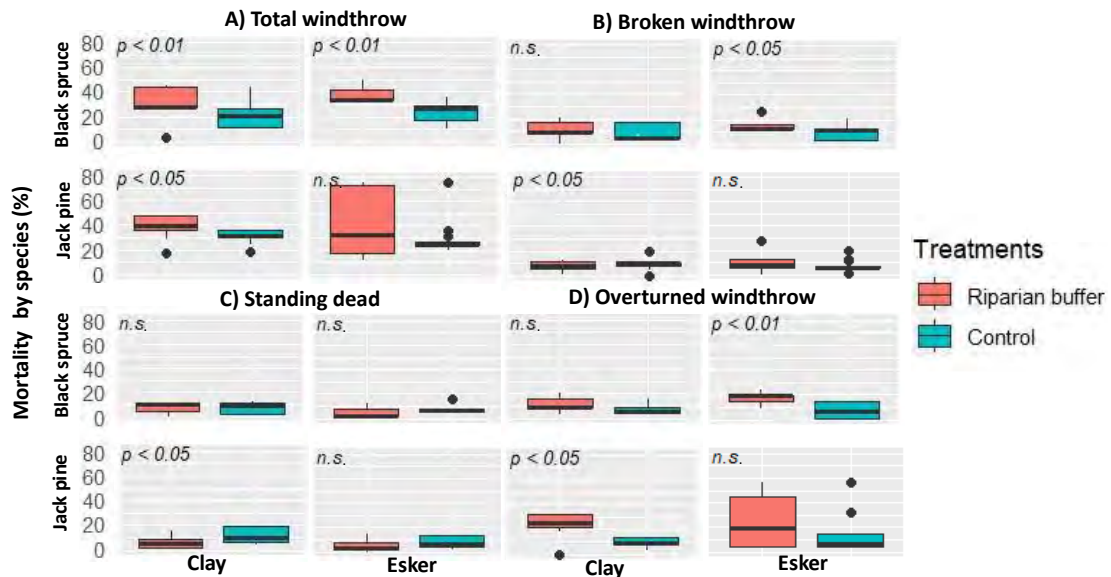 A) Total windthrow
B) Broken windthrow
Mortality by species (%)
Black spruce
80
60
40
20
0
p < 0.01
p < 0.01
n.s.
p < 0.05
Jack pine
80
60
40
20
0
p < 0.05
n.s.
p < 0.05
n.s.
Treatments
Riparian buffer
Control
C) Standing dead
D) Overturned windthrow
Black spruce
80
60
40
20
0
n.s.
n.s.
n.s.
p < 0.01
Jack pine
80
60
40
20
0
p < 0.05
n.s.
p < 0.05
n.s.
Clay
Esker
Clay
Esker